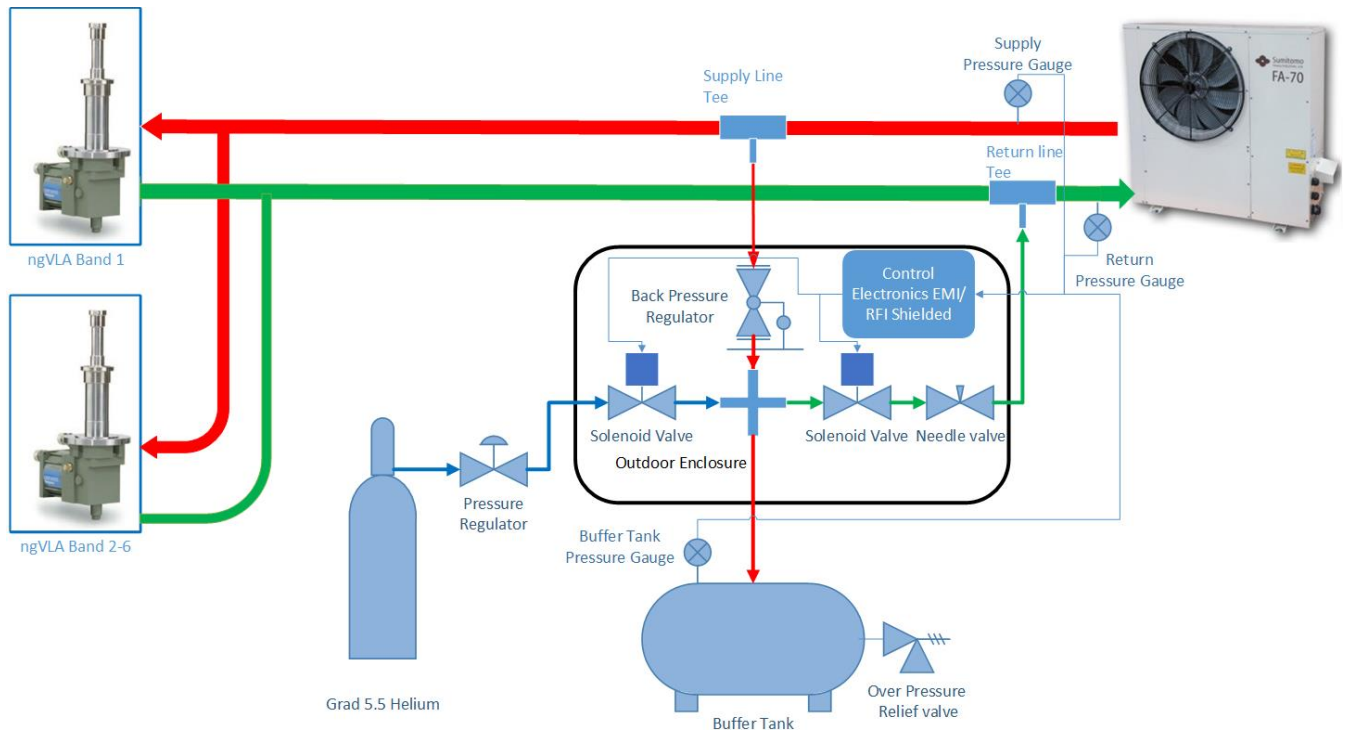 Supply
Pressure Gauge
Supply Line
Tee
Sumitomo
FA-70
Return line
Tee
ngVLA Band 1
Return
Pressure Gauge
Control
Electronics EMI/
RFI Shielded
Back Pressure
Regulator
Solenoid Valve
Solenoid Valve
Needle valve
Outdoor Enclosure
Pressure
Regulator
ngVLA Band 2-6
Buffer Tank
Pressure Gauge
Grad 5.5 Helium
Over Pressure
Relief valve
Buffer Tank